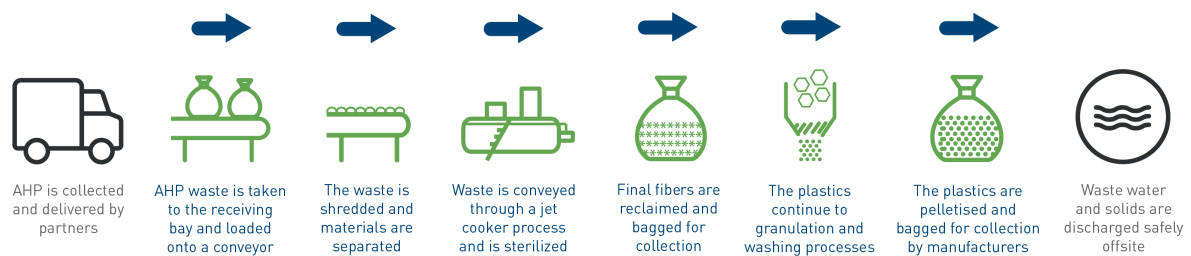 AHP is collected
and delivered by
partners
AHP waste is taken
to the receiving
bay and loaded
onto a conveyor
The waste is
shredded and
materials are
separated
Waste is conveyed
through a jet
cooker process
and is sterilized
Final fibers are
reclaimed and
bagged for
collection
The plastics
continue to
granulation and
washing processes
The plastics are
pelletised and
bagged for collection
by manufacturers
Waste water
and solids are
discharged safely
offsite